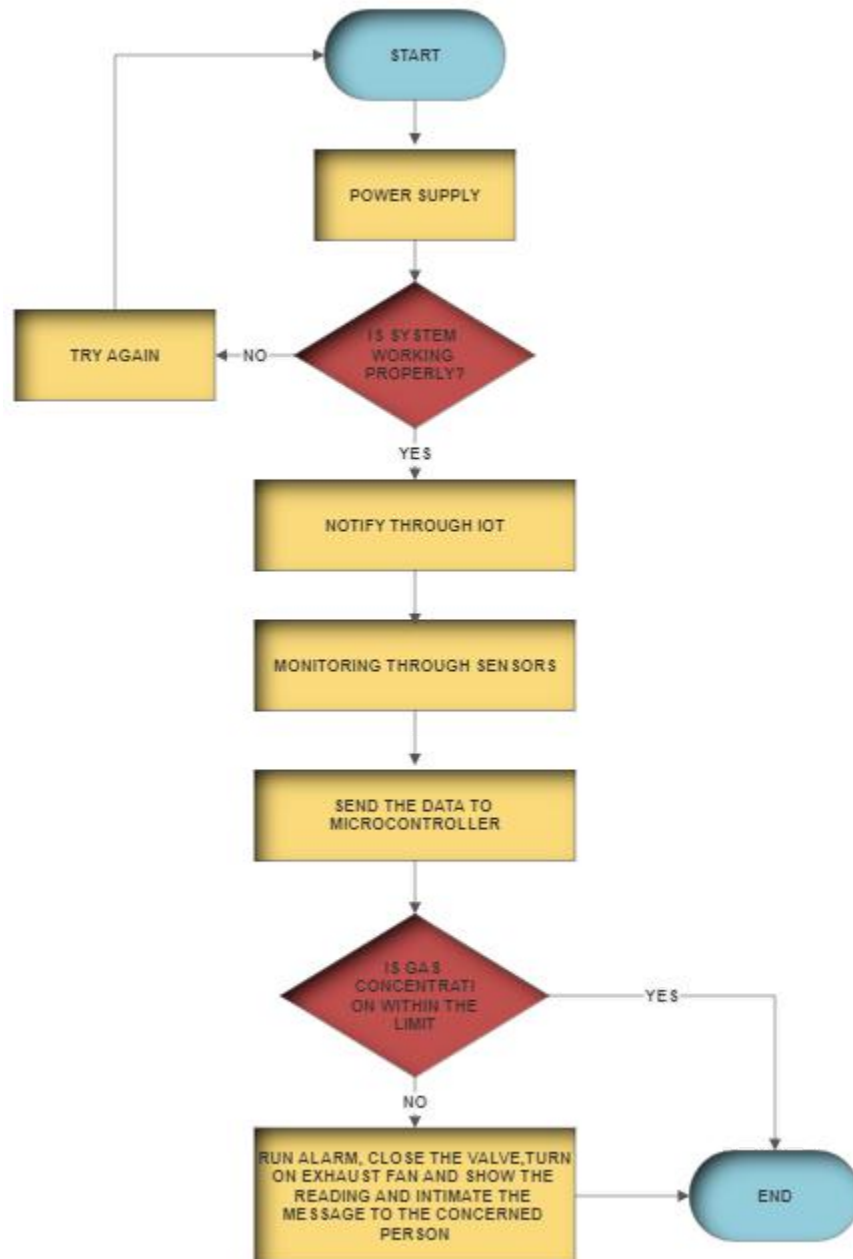 START
POWER SUPPLY
IS SYSTEM
WORKING
PROPERLY?
NO
TRY AGAIN
YES
NOTIFY THROUGH IOT
MONITORING THROUGH SENSORS
SEND THE DATA TO
MICROCONTROLLER
IS GAS
CONCENTRATI
ON WITHIN THE
LIMIT
YES
NO
RUN ALARM, CLOSE THE VALVE,TURN
ON EXHAUST FAN AND SHOW THE
READING AND INTIMATE THE
MESSAGE TO THE CONCERNED
PERSON
END